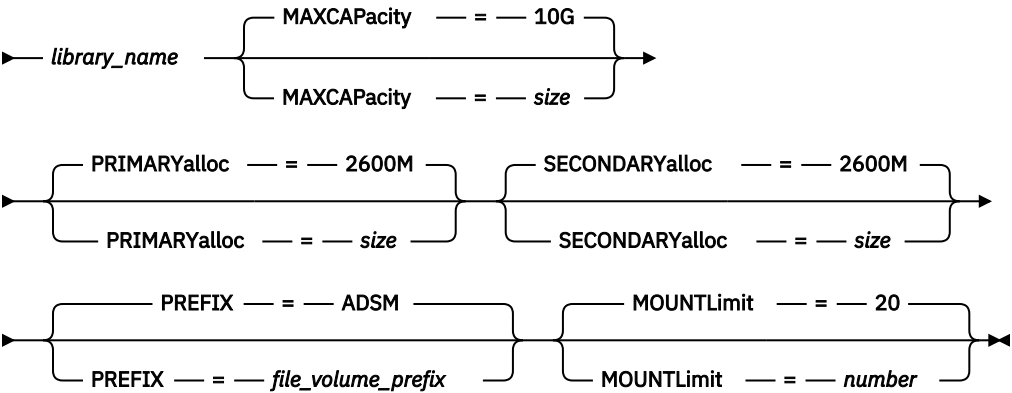 MAXCAPacity = 10G
library_name
MAXCAPacity = size
PRIMARYalloc = 2600M SECONDARYalloc = 2600M
PRIMARYalloc = size SECONDARYalloc = size
PREFIX = ADSM MOUNTLimit = 20
PREFIX = file_volume_prefix MOUNTLimit = number